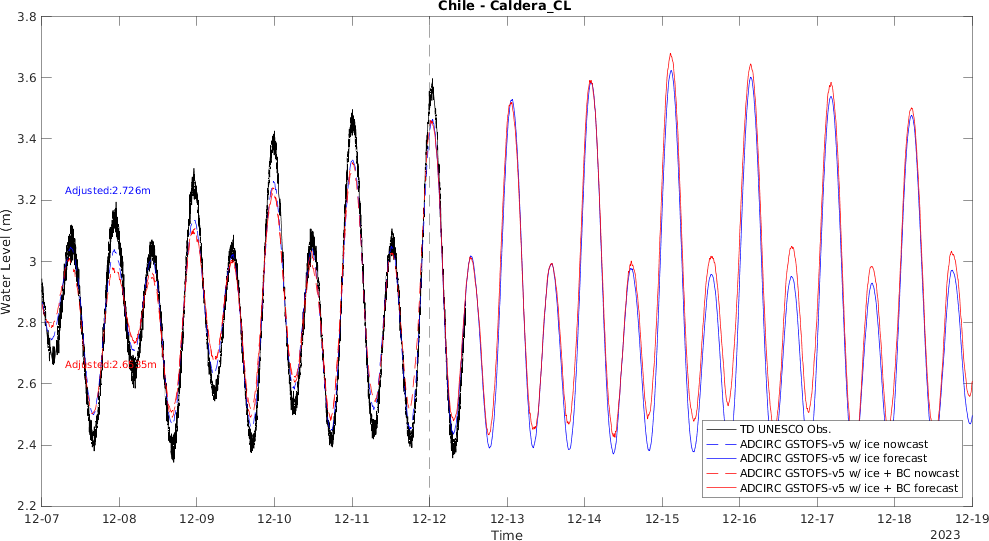 Chile - Caldera_CL
3.8
3.6
3.4
3.2
3
2.8
2.6
2.4
2.2
Water Level (m)
Adjusted:2.726m
12-07
12-08
12-09
12-10
12-11
12-12
12-13
12-14
12-15
12-16
12-17
12-18
12-19
Time
2023
TD UNESCO Obs.
ADCIRC GSTOFS-v5 w/ ice nowcast
ADCIRC GSTOFS-v5 w/ ice forecast
ADCIRC GSTOFS-v5 w/ ice + BC nowcast
ADCIRC GSTOFS-v5 w/ ice + BC forecast